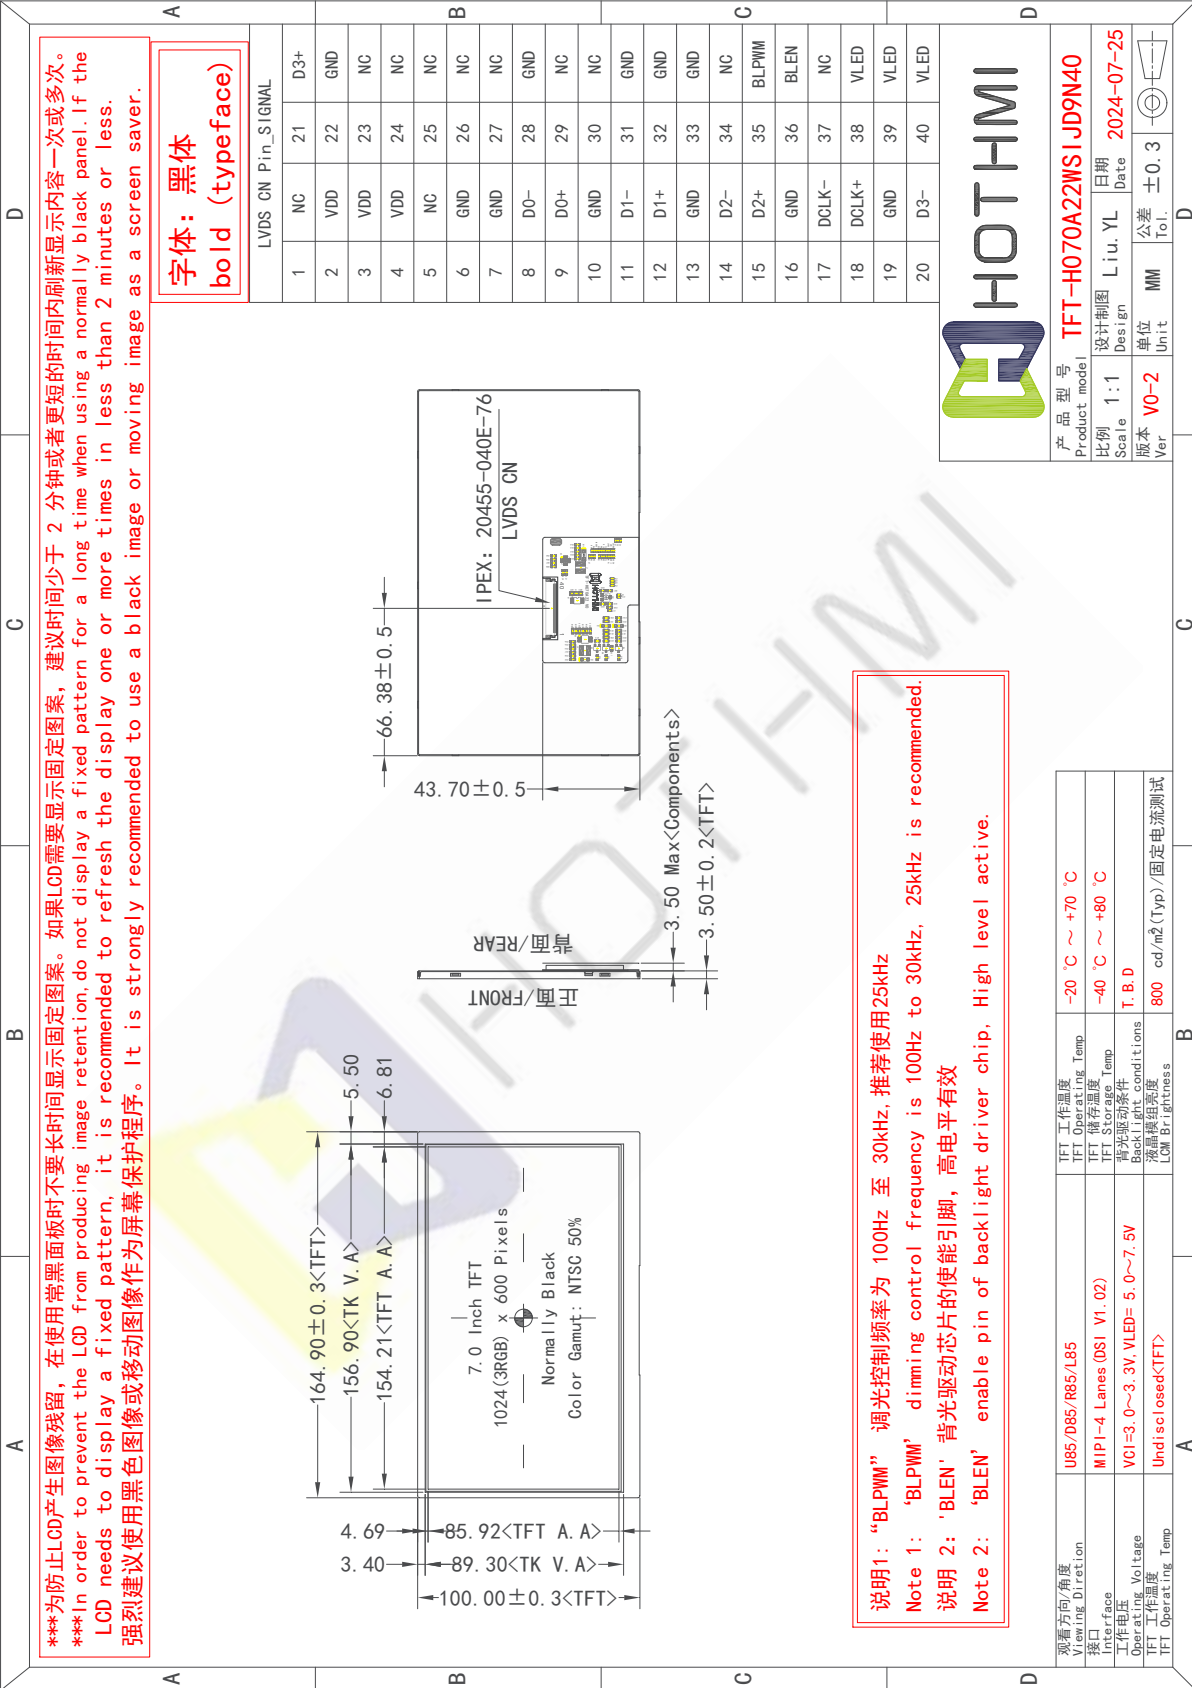 ***为防止LCD产生图像残留，在使用常黑面板时不要长时间显示固定图案。如果LCD需要显示固定图案，建议时间少于 2 分钟或者更短的时间内刷新显示内容一次或多次。
***In order to prevent the LCD from producing image retention,do not display a fixed pattern for a long time when using a normally black panel.If the
LCD needs to display a fixed pattern, it is recommended to refresh the display one or more times in less than 2 minutes or less.
强烈建议使用黑色图像或移动图像作为屏幕保护程序。It is strongly recommended to use a black image or moving image as a screen saver.
字体：黑体
bold (typeface)
LVDS CN Pin_SIGNAL
1 NC 21 D3+
2 VDD 22 GND
3 VDD 23 NC
4 VDD 24 NC
5 NC 25 NC
6 GND 26 NC
7 GND 27 NC
8 D0- 28 GND
9 D0+ 29 NC
10 GND 30 NC
11 D1- 31 GND
12 D1+ 32 GND
13 GND 33 GND
14 D2- 34 NC
15 D2+ 35 BLPWM
16 GND 36 BLEN
17 DCLK- 37 NC
18 DCLK+ 38 VLED
19 GND 39 VLED
20 D3- 40 VLED
164.90±0.3<TFT>
156.90<TK V.A>
5.50
154.21<TFT A.A>
6.81
7.0 Inch TFT
1024(3RGB) x 600 Pixels
Normally Black
Color Gamut: NTSC 50%
4.69
85.92<TFT A.A>
3.40
89.30<TK V.A>
100.00±0.3<TFT>
正面/FRONT
背面/REAR
3.50 Max<Components>
3.50±0.2<TFT>
66.38±0.5
43.70±0.5
IPEX: 20455-040E-76
LVDS CN
HOTHMI
说明1: “BLPWM” 调光控制频率为 100Hz 至 30kHz,推荐使用25kHz
Note 1: ‘BLPWM’ dimming control frequency is 100Hz to 30kHz, 25kHz is recommended.
说明 2: 'BLEN' 背光驱动芯片的使能引脚，高电平有效
Note 2: ‘BLEN’ enable pin of backlight driver chip, High level active.
观看方向/角度
Viewing Diretion
U85/D85/R85/L85
TFT 工作温度
TFT Operating Temp
-20 °C ～ +70 °C
接口
Interface
MIPI-4 Lanes(DSI V1.02)
TFT 储存温度
TFT Storage Temp
-40 °C ～ +80 °C
工作电压
Operating Voltage
VCI=3.0～3.3V,VLED= 5.0～7.5V
背光驱动条件
Backlight conditions
T.B.D
TFT 工作温度
TFT Operating Temp
Undisclosed<TFT>
液晶模组亮度
LCM Brightness
800 cd/m2(Typ)/固定电流测试
HOTHMI
产 品 型 号
Product model
TFT-H070A22WSIJD9N40
比例
Scale
1:1
设计制图
Design
Liu.YL
日期
Date
2024-07-25
版本
Ver
V0-2
单位
Unit
MM
公差
Tol.
±0.3
A
B
C
D
A
B
C
D
A
B
C
D
A
B
C
D